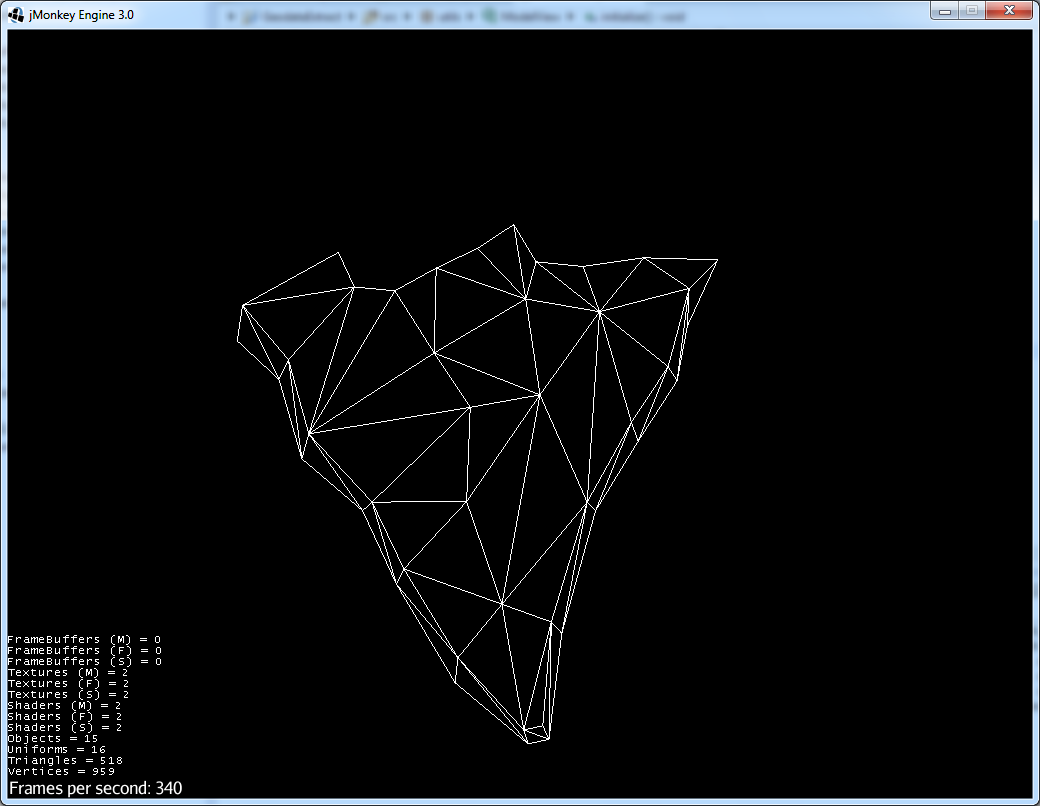 jMonkey Engine 3.0
FrameBuffers (M) = 0
FrameBuffers (F) = 0
FrameBuffers (S) = 0
Textures (M) = 2
Textures (F) = 2
Textures (S) = 2
Shaders (M) = 2
Shaders (F) = 2
Shaders (S) = 2
Objects = 15
Uniforms = 16
Triangles = 518
Vertices = 959
Frames per second: 340